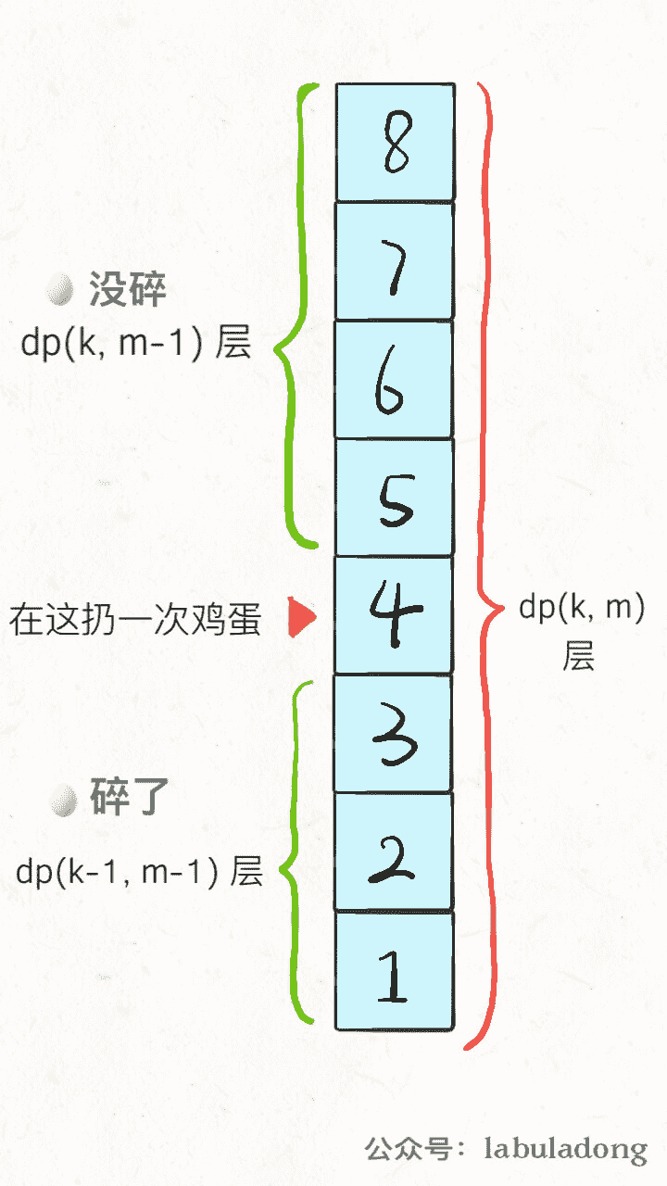 8
7
没碎
dp(k, m-1) 层
6
5
在这扔一次鸡蛋
4
dp(k, m)
层
3
碎了
2
dp(k-1, m-1) 层
1
公众号：labuladong